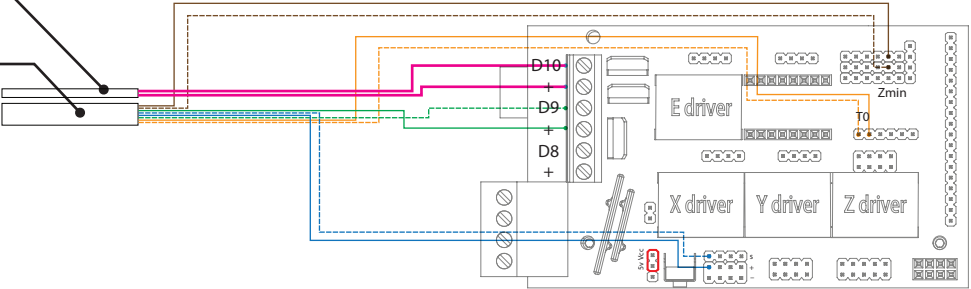 D10
+
D9
+
D8
+
E driver
Zmin
T0
X driver
Y driver
Z driver
5v Vcc
s
+
−